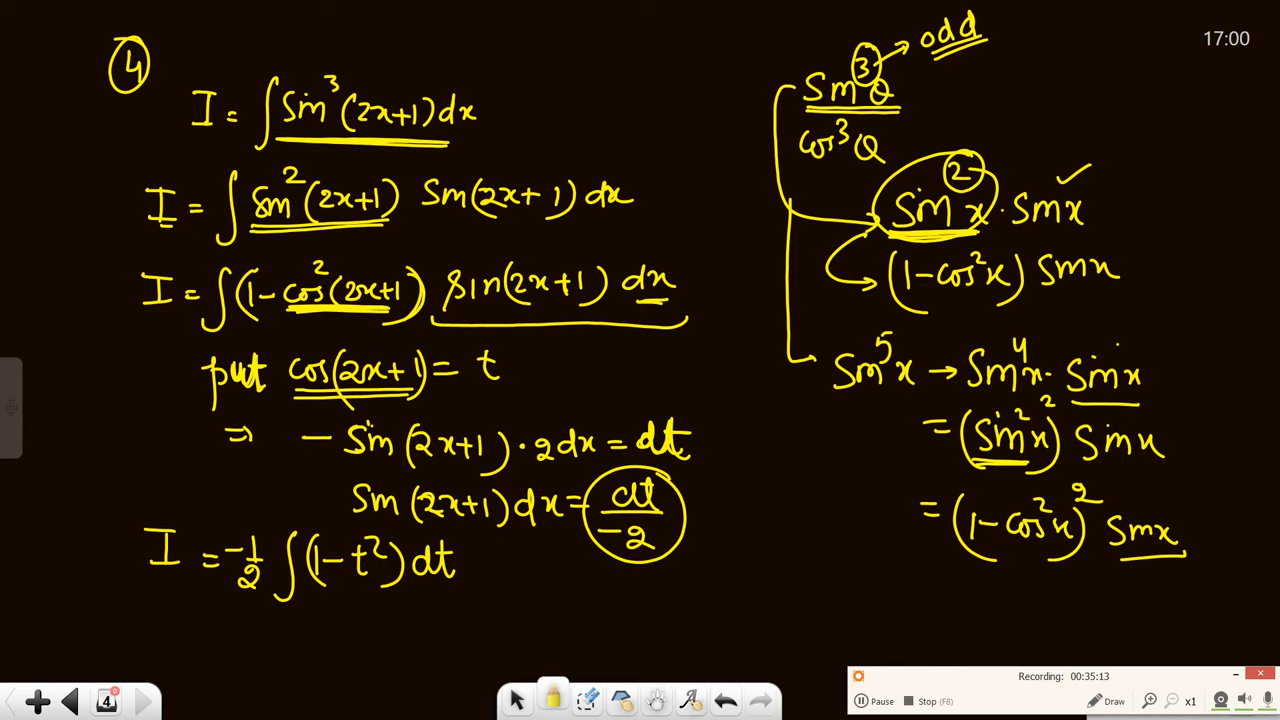 4
I = ∫ Sin³(2x+1)dx
I = ∫ Sin²(2x+1) Sin(2x+1)dx
I = ∫(1-cos²(2x+1)) sin(2x+1) dx
put cos(2x+1) = t
⇒ - Sin(2x+1)·2dx = dt
Sin(2x+1)dx = dt/-2
I = -1/2 ∫(1-t²)dt
17:00
odd
Sin³θ
cos³θ
Sin²x · Sinx ✓
(1-cos²x) Sinx
Sin⁵x → Sin⁴x · Sinx
= (Sin²x)² Sinx
= (1-cos²x)² Sinx
4
0
Recording: 00:35:13
Pause Stop (F8) Draw x1